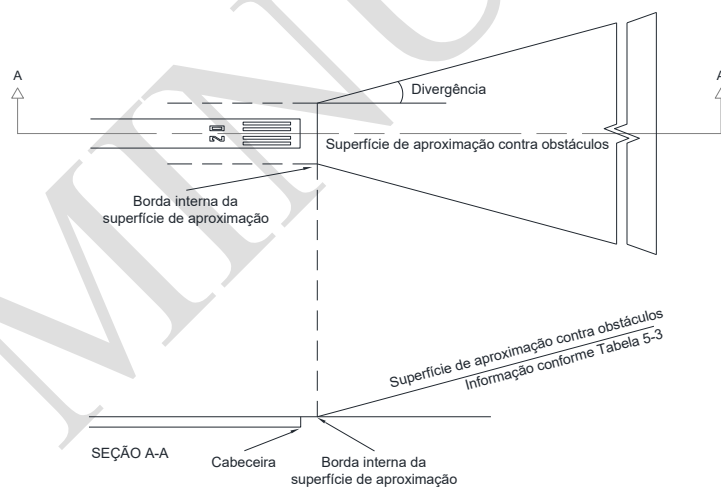 A
A
Divergência
20
Superfície de aproximação contra obstáculos
Borda interna da
superfície de aproximação
Superfície de aproximação contra obstáculos
Informação conforme Tabela 5-3
SEÇÃO A-A
Cabeceira
Borda interna da
superfície de aproximação
MINU